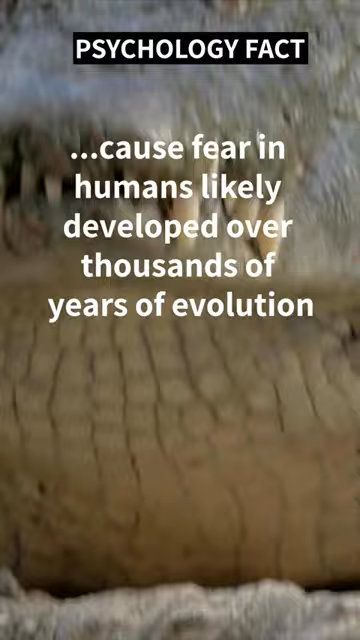 PSYCHOLOGY FACT
...cause fear in
humans likely
developed over
thousands of
years of evolution